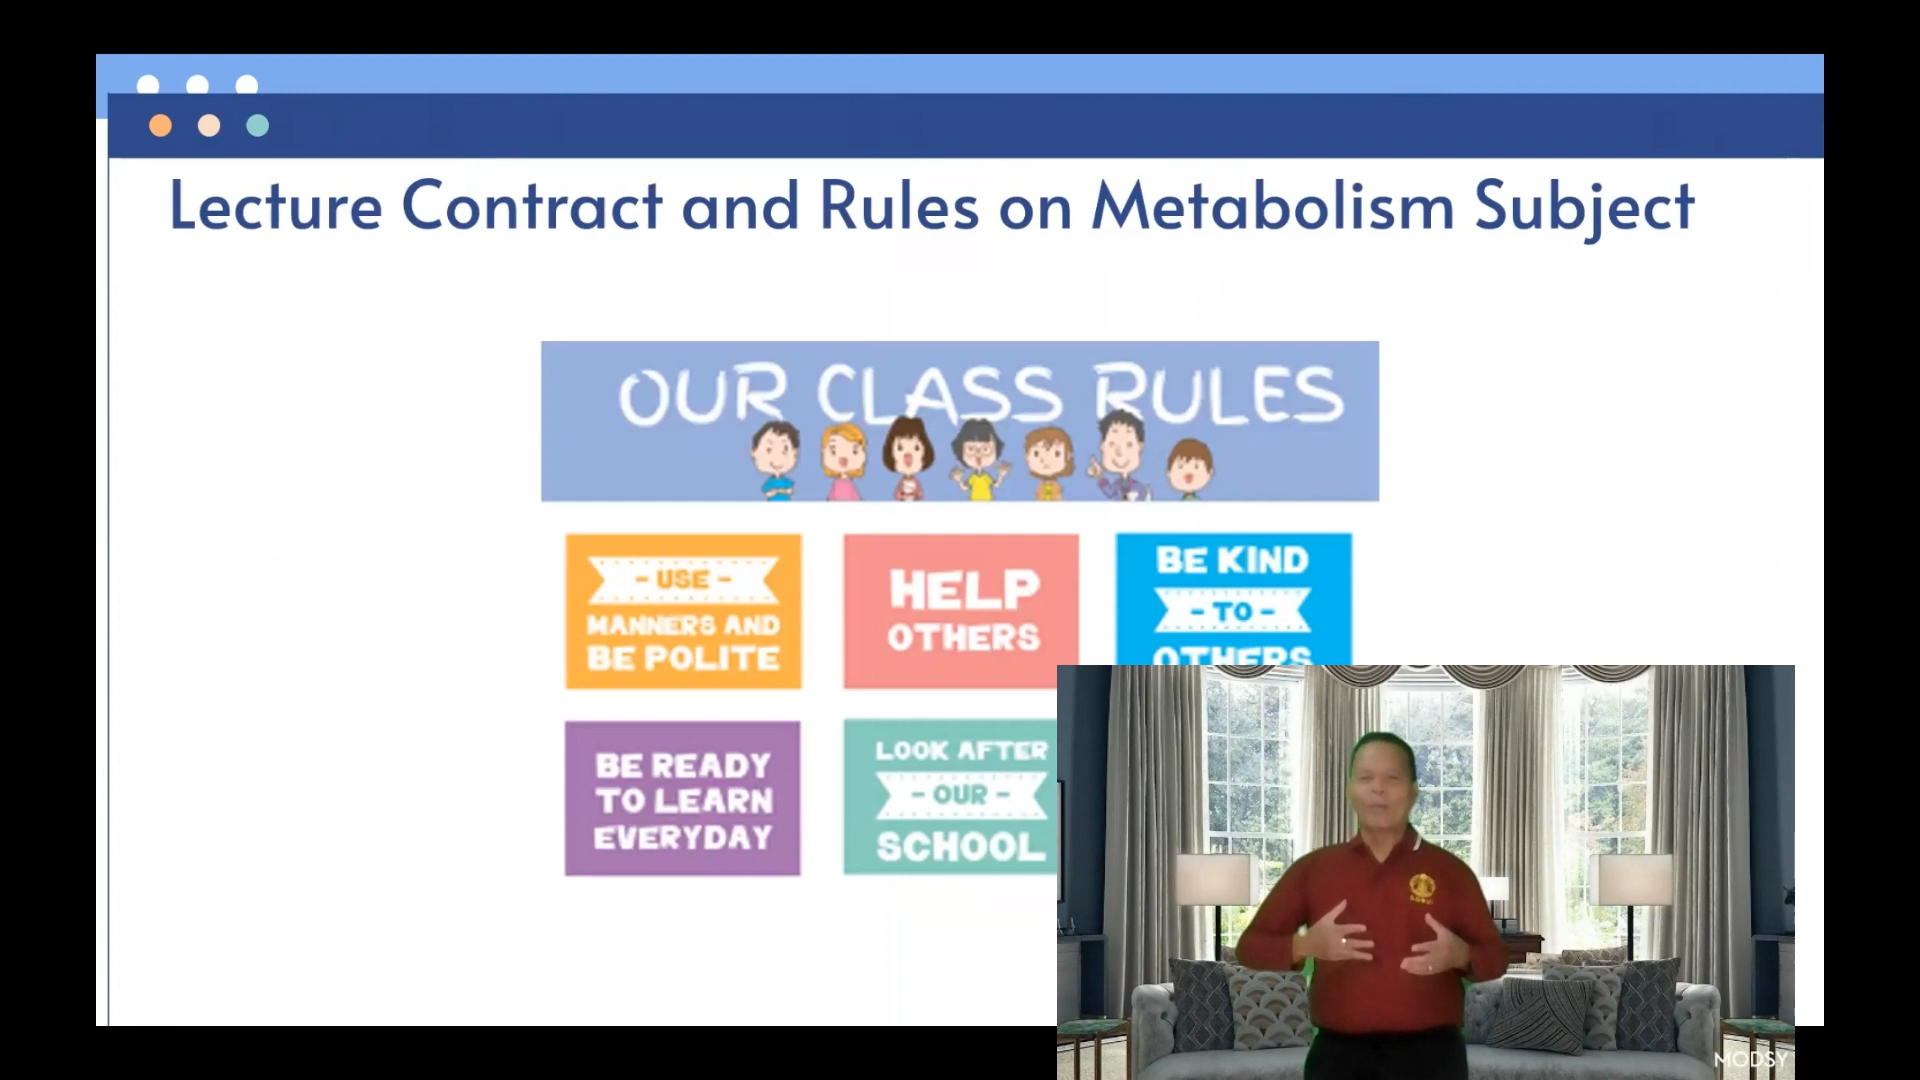 Lecture Contract and Rules on Metabolism Subject
OUR CLASS RULES
- USE -
MANNERS AND
BE POLITE
HELP
OTHERS
BE KIND
- TO -
OTHERS
BE READY
TO LEARN
EVERYDAY
LOOK AFTER
- OUR -
SCHOOL
MODSY